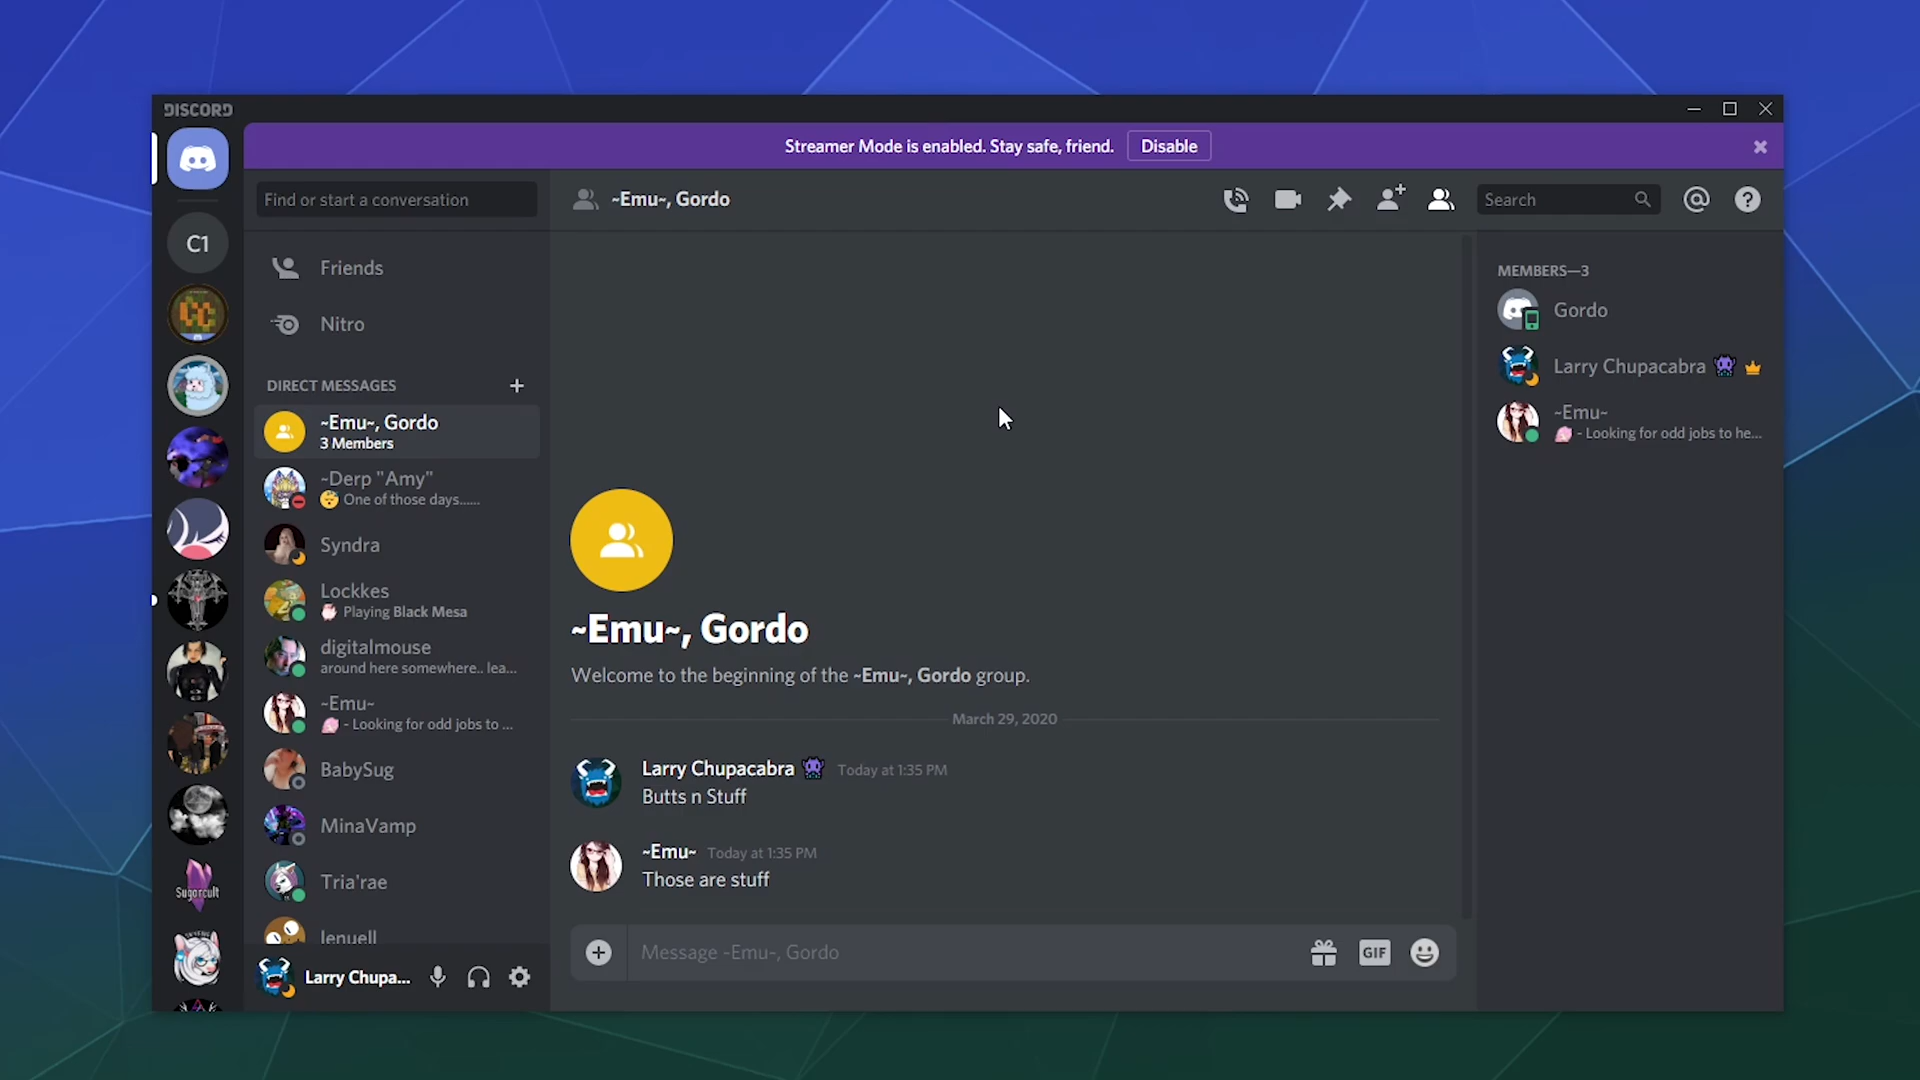 DISCORD
Streamer Mode is enabled. Stay safe, friend.
Disable
Find or start a conversation
~Emu~, Gordo
Search
C1
Friends
Nitro
DIRECT MESSAGES
~Emu~, Gordo
3 Members
~Derp "Amy"
One of those days......
Syndra
Lockkes
Playing Black Mesa
digitalmouse
around here somewhere.. lea...
~Emu~
- Looking for odd jobs to ...
BabySug
MinaVamp
Tria'rae
lenuell
Sugarcult
Larry Chupa...
~Emu~, Gordo
Welcome to the beginning of the ~Emu~, Gordo group.
March 29, 2020
Larry Chupacabra Today at 1:35 PM
Butts n Stuff
~Emu~ Today at 1:35 PM
Those are stuff
Message ~Emu~, Gordo
GIF
MEMBERS—3
Gordo
Larry Chupacabra
~Emu~
- Looking for odd jobs to he...